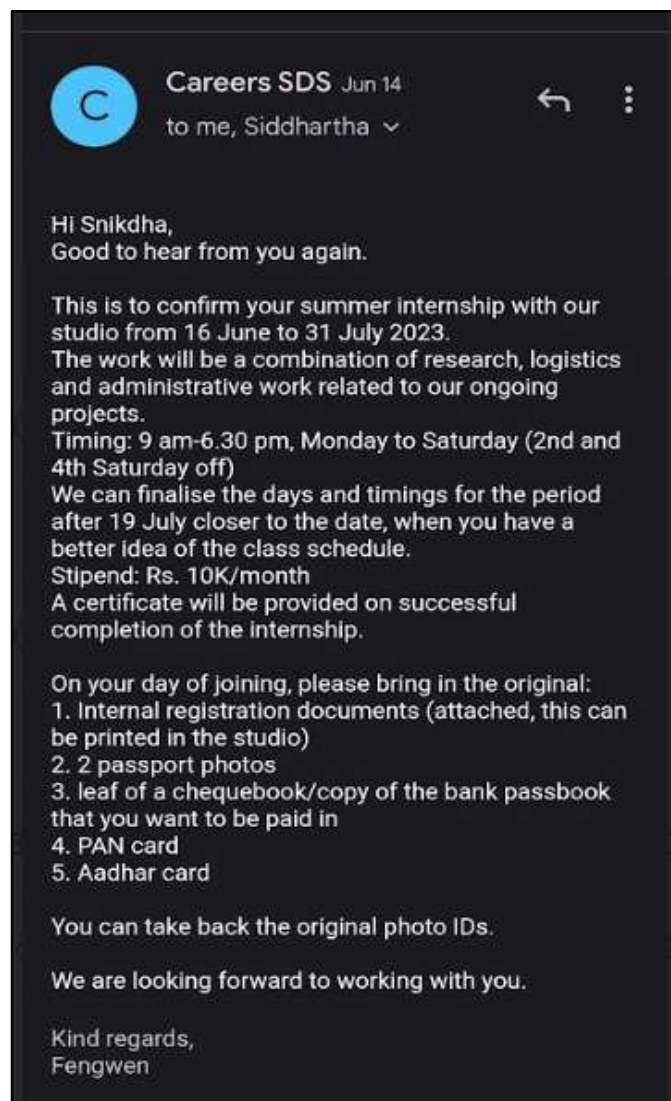 C
Careers SDS Jun 14
to me, Siddhartha
Hi Snikdha,
Good to hear from you again.
This is to confirm your summer internship with our
studio from 16 June to 31 July 2023.
The work will be a combination of research, logistics
and administrative work related to our ongoing
projects.
Timing: 9 am-6.30 pm, Monday to Saturday (2nd and
4th Saturday off)
We can finalise the days and timings for the period
after 19 July closer to the date, when you have a
better idea of the class schedule.
Stipend: Rs. 10K/month
A certificate will be provided on successful
completion of the internship.
On your day of joining, please bring in the original:
1. Internal registration documents (attached, this can
be printed in the studio)
2. 2 passport photos
3. leaf of a chequebook/copy of the bank passbook
that you want to be paid in
4. PAN card
5. Aadhar card
You can take back the original photo IDs.
We are looking forward to working with you.
Kind regards,
Fengwen